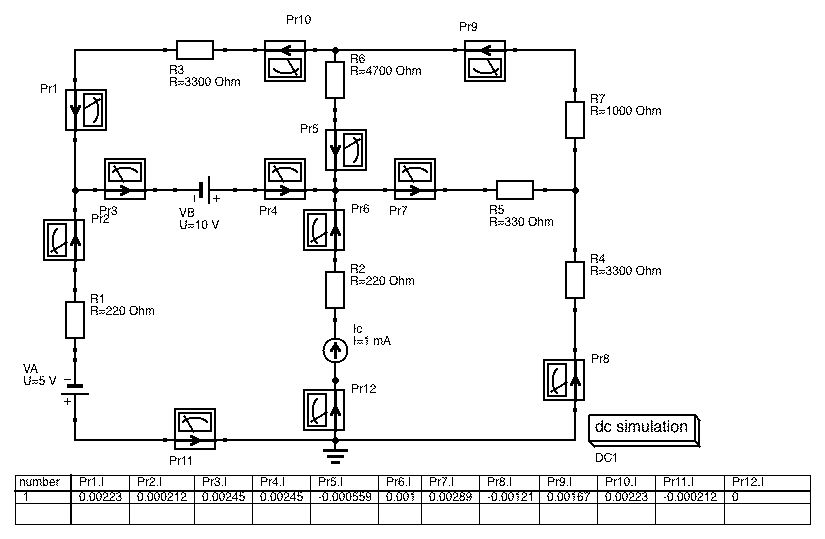 Pr10
Pr9
R3
R=3300 Ohm
R6
R=4700 Ohm
Pr1
R7
R=1000 Ohm
Pr5
Pr3
Pr2
VB
U=10 V
Pr4
Pr6
Pr7
R5
R=330 Ohm
R1
R=220 Ohm
R2
R=220 Ohm
R4
R=3300 Ohm
Ic
I=1 mA
VA
U=5 V
Pr12
Pr8
Pr11
dc simulation
DC1
number Pr1.I Pr2.I Pr3.I Pr4.I Pr5.I Pr6.I Pr7.I Pr8.I Pr9.I Pr10.I Pr11.I Pr12.I
1 0.00223 0.000212 0.00245 0.00245 -0.000559 0.001 0.00289 -0.00121 0.00167 0.00223 -0.000212 0